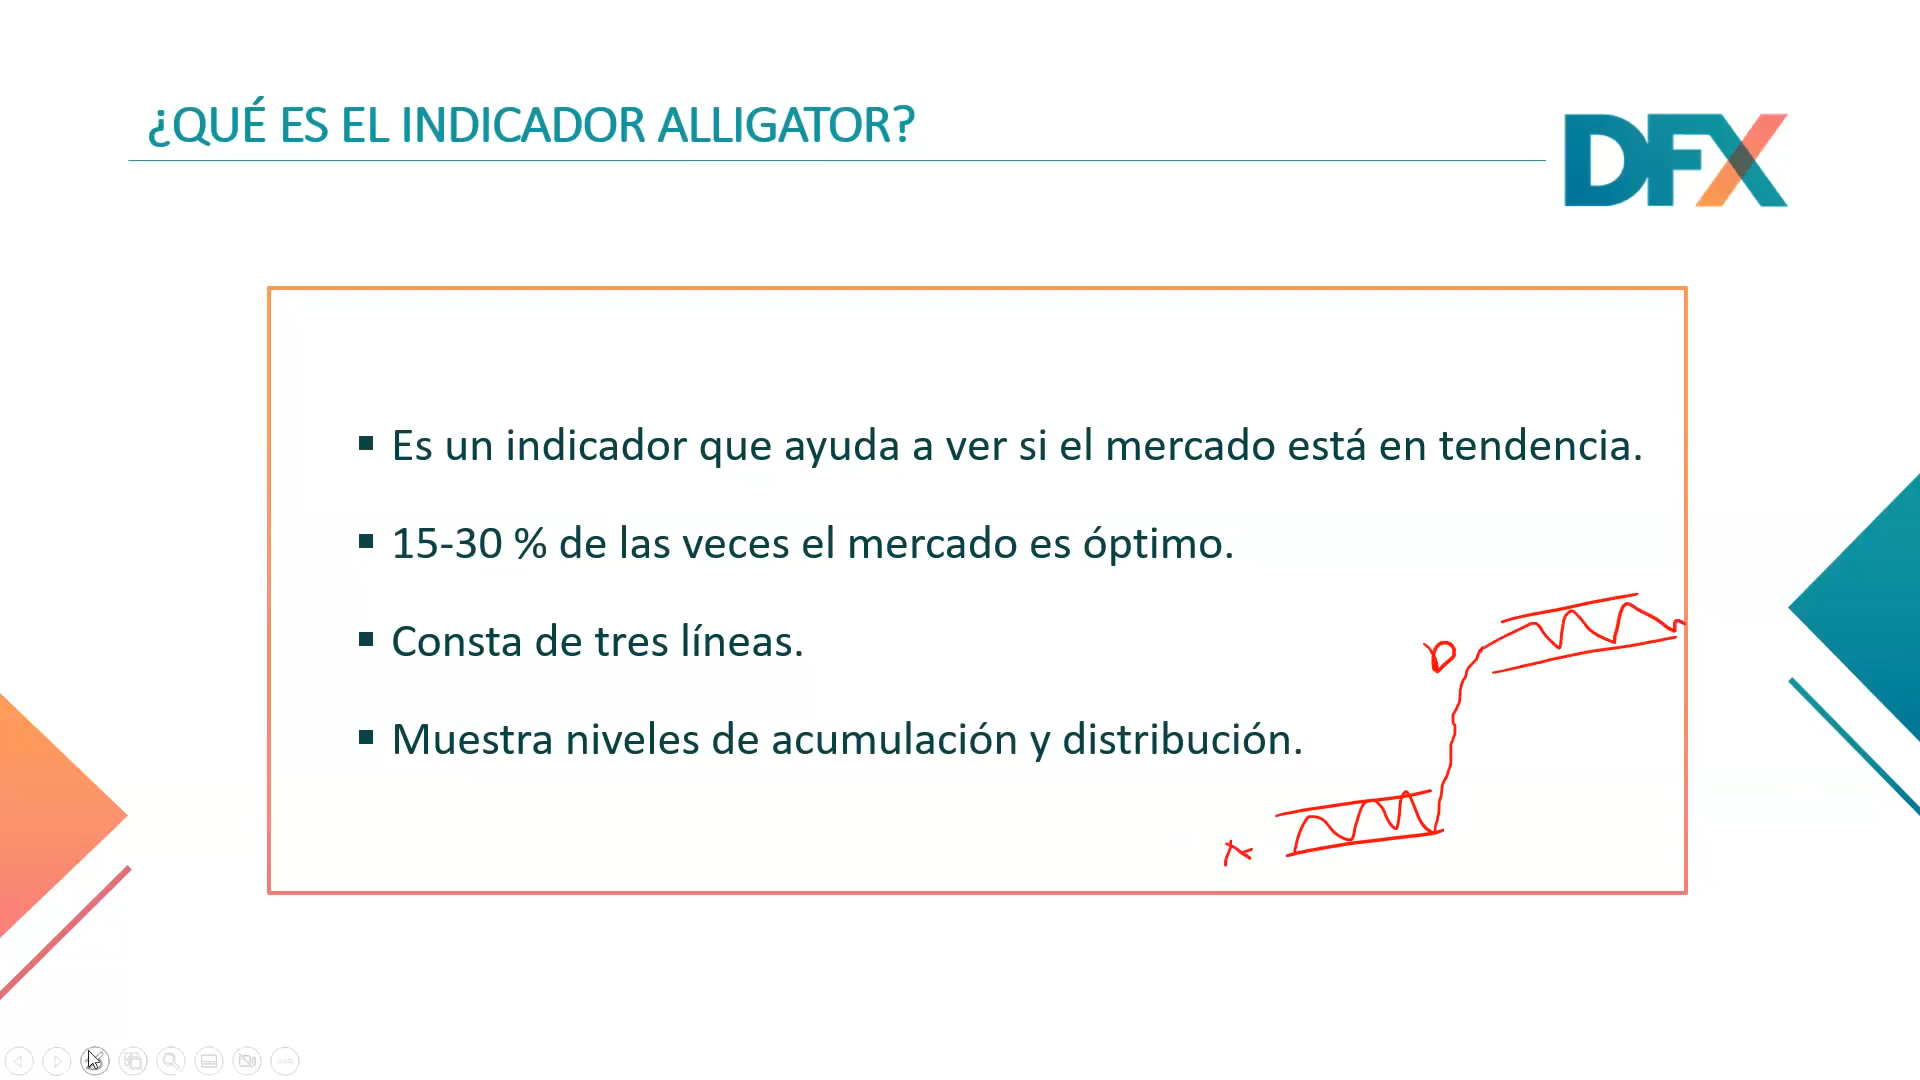 ¿QUÉ ES EL INDICADOR ALLIGATOR?
DFX
▪ Es un indicador que ayuda a ver si el mercado está en tendencia.
▪ 15-30 % de las veces el mercado es óptimo.
▪ Consta de tres líneas.
▪ Muestra niveles de acumulación y distribución.
D